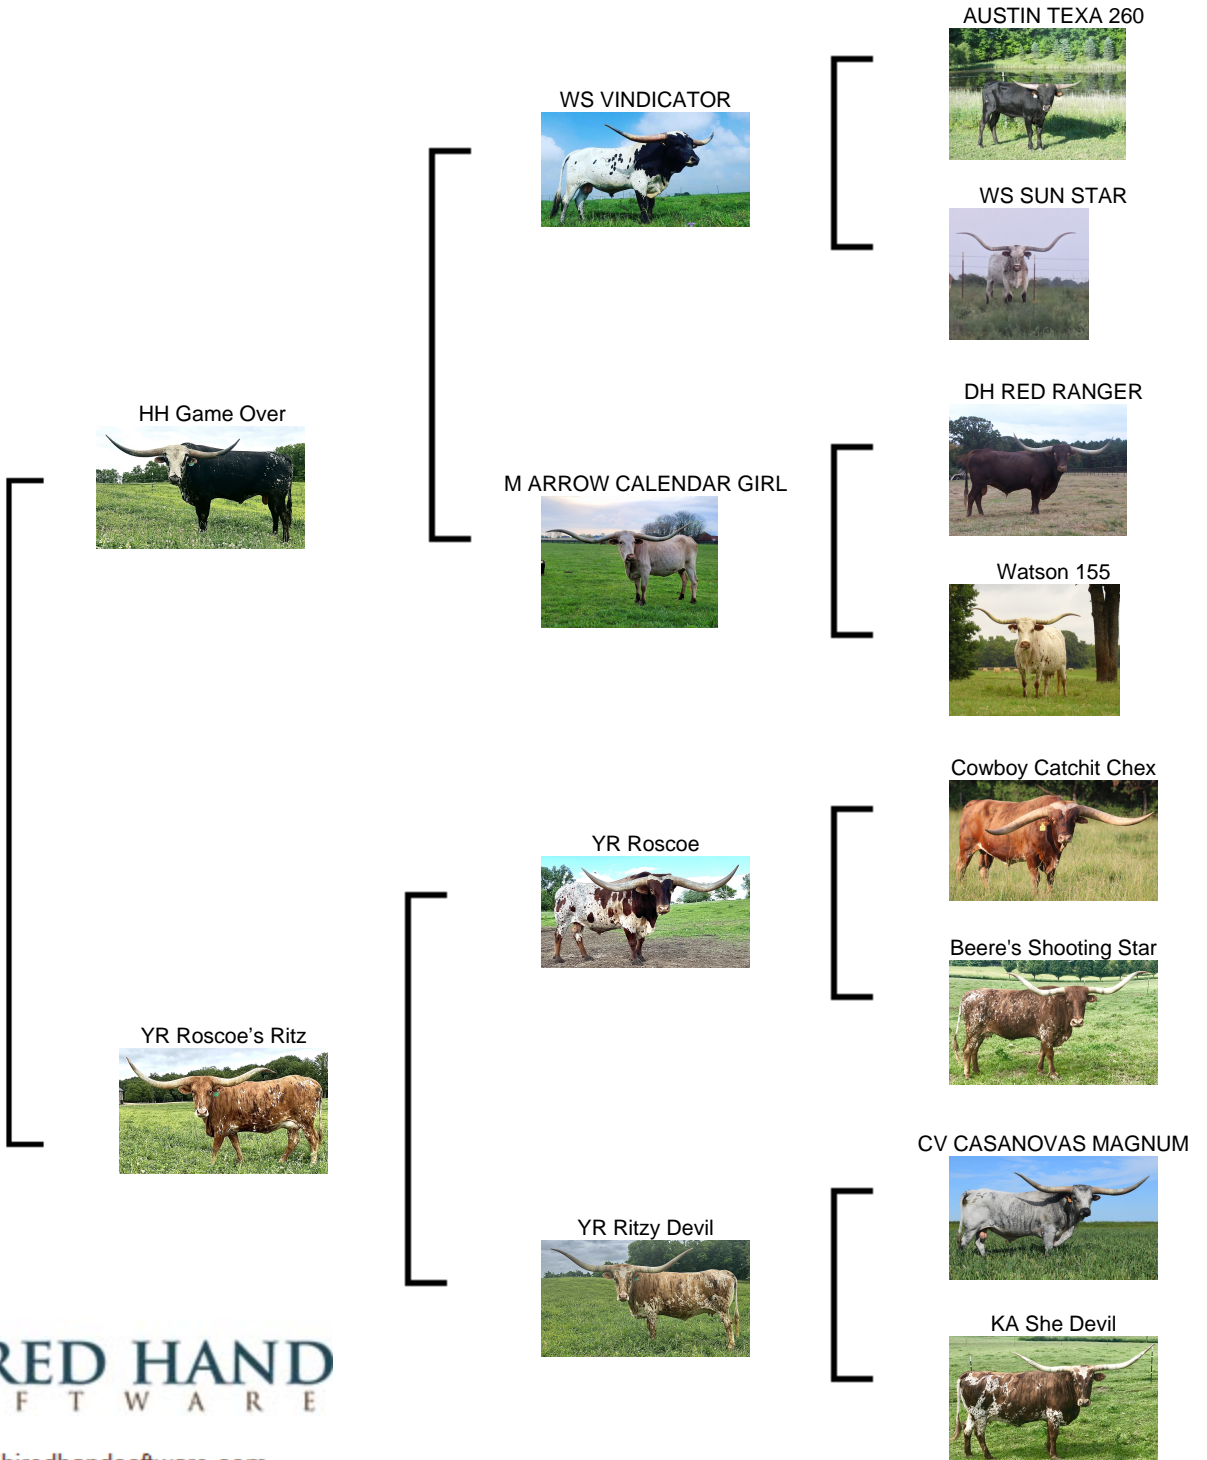 AUSTIN TEXA 260
WS VINDICATOR
WS SUN STAR
DH RED RANGER
HH Game Over
M ARROW CALENDAR GIRL
Watson 155
Cowboy Catchit Chex
YR Roscoe
Beere's Shooting Star
YR Roscoe’s Ritz
CV CASANOVAS MAGNUM
YR Ritzy Devil
KA She Devil
RED HAND
F T W A R E